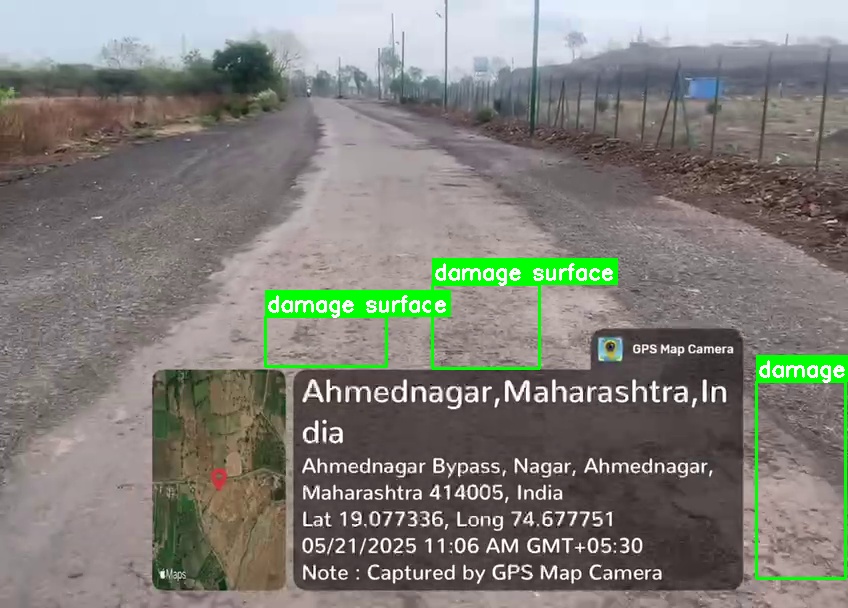 damage surface
damage surface
GPS Map Camera
damage
Ahmednagar,Maharashtra,In
dia
Ahmednagar Bypass, Nagar, Ahmednagar,
Maharashtra 414005, India
Lat 19.077336, Long 74.677751
05/21/2025 11:06 AM GMT+05:30
Note : Captured by GPS Map Camera
Maps